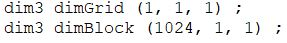 dim3 dimGrid (1, 1, 1) ;
dim3 dimBlock (1024, 1, 1) ;